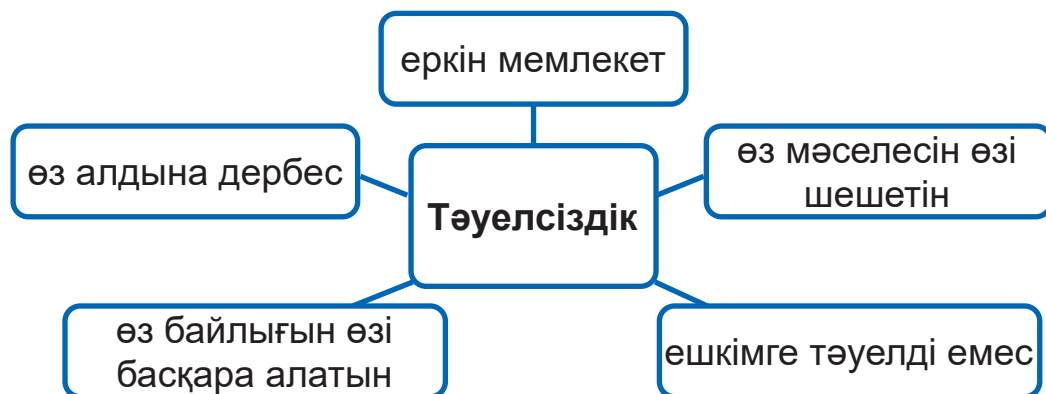 еркін мемлекет
өз алдына дербес
өз мәселесін өзі
шешетін
Тәуелсіздік
өз байлығын өзі
басқара алатын
ешкімге тәуелді емес